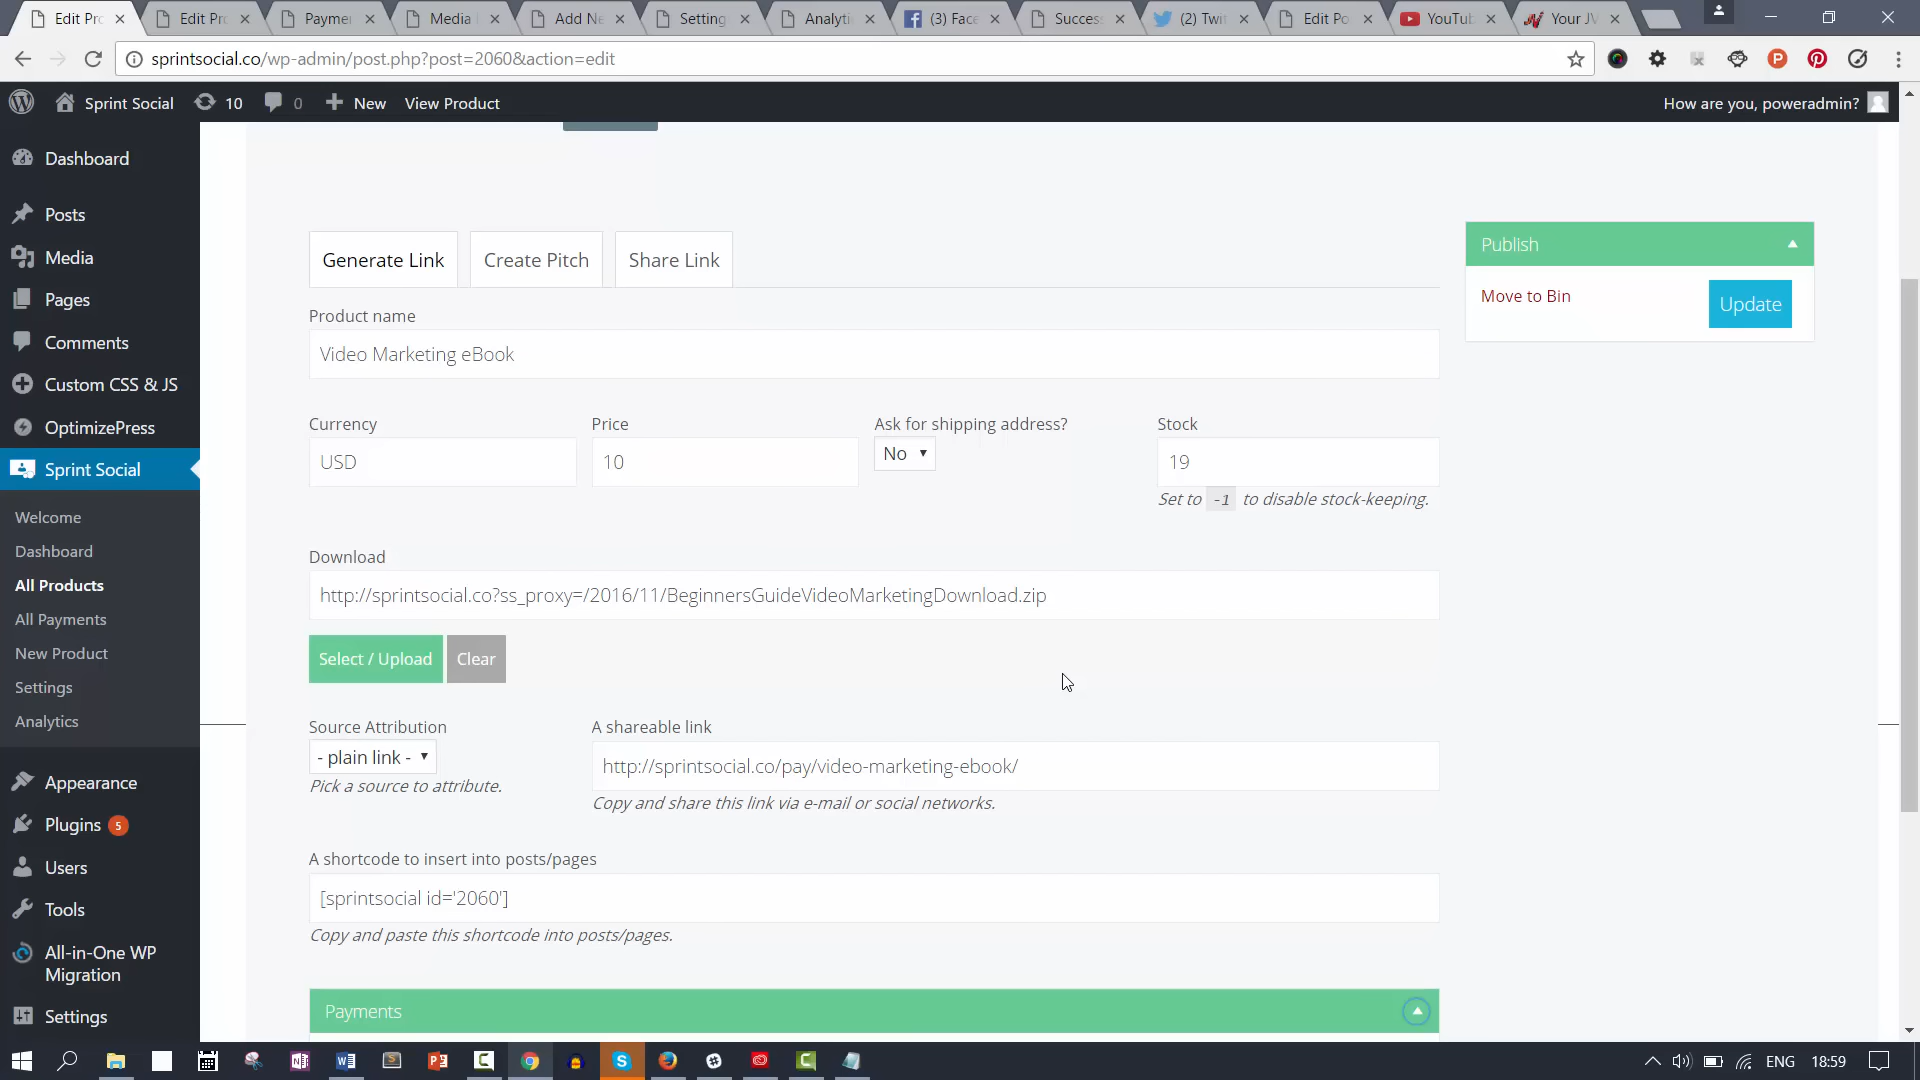 Edit Pro
Edit Pro
Paymen
Media
Add Ne
Setting
Analyti
(3) Face
Success
(2) Twit
Edit Po
YouTub
Your JV
sprintsocial.co/wp-admin/post.php?post=2060&action=edit
Sprint Social
10
0
New
View Product
How are you, poweradmin?
Dashboard
Posts
Media
Pages
Comments
Custom CSS & JS
OptimizePress
Sprint Social
Welcome
Dashboard
All Products
All Payments
New Product
Settings
Analytics
Appearance
Plugins 5
Users
Tools
All-in-One WP
Migration
Settings
Generate Link
Create Pitch
Share Link
Product name
Video Marketing eBook
Currency
Price
Ask for shipping address?
Stock
USD
10
No
19
Set to -1 to disable stock-keeping.
Download
http://sprintsocial.co?ss_proxy=/2016/11/BeginnersGuideVideoMarketingDownload.zip
Select / Upload
Clear
Source Attribution
A shareable link
- plain link -
http://sprintsocial.co/pay/video-marketing-ebook/
Pick a source to attribute.
Copy and share this link via e-mail or social networks.
A shortcode to insert into posts/pages
[sprintsocial id='2060']
Copy and paste this shortcode into posts/pages.
Payments
Publish
Move to Bin
Update
ENG
18:59